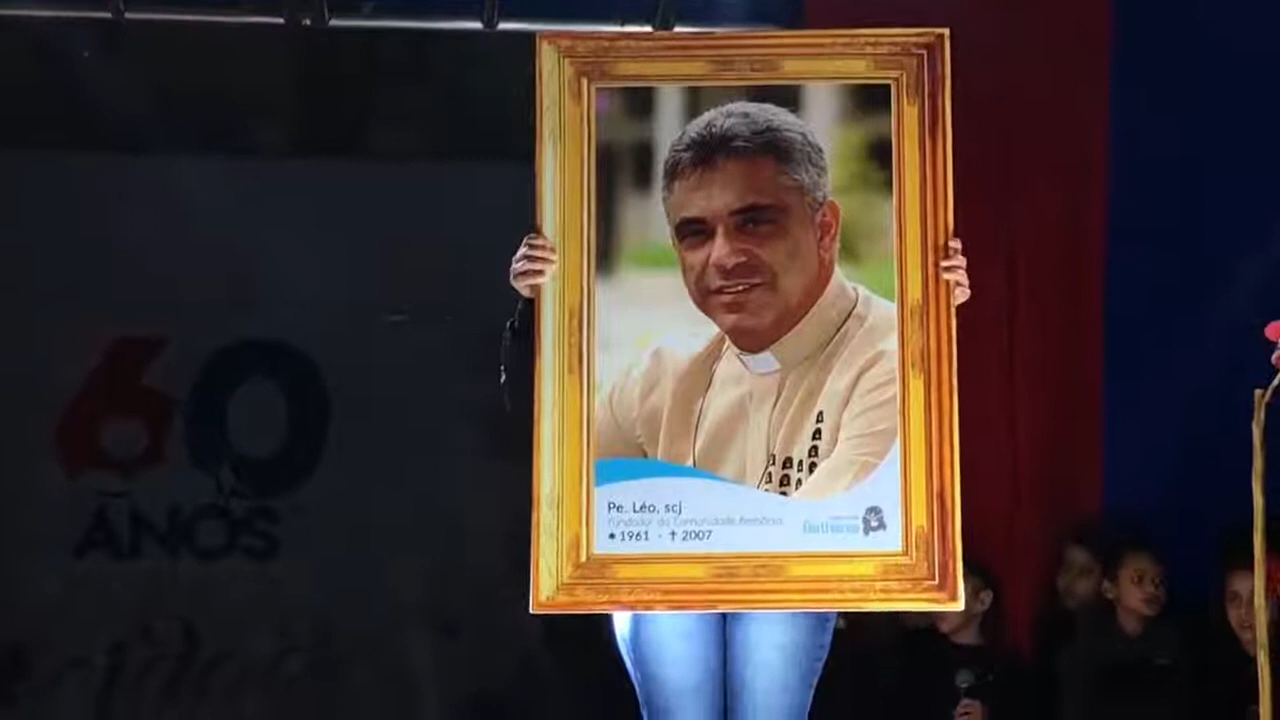 60
ANOS
Pe. Léo, scj
Fundador da Comunidade Bethânia
✱ 1961 - ✝ 2007
Bethânia